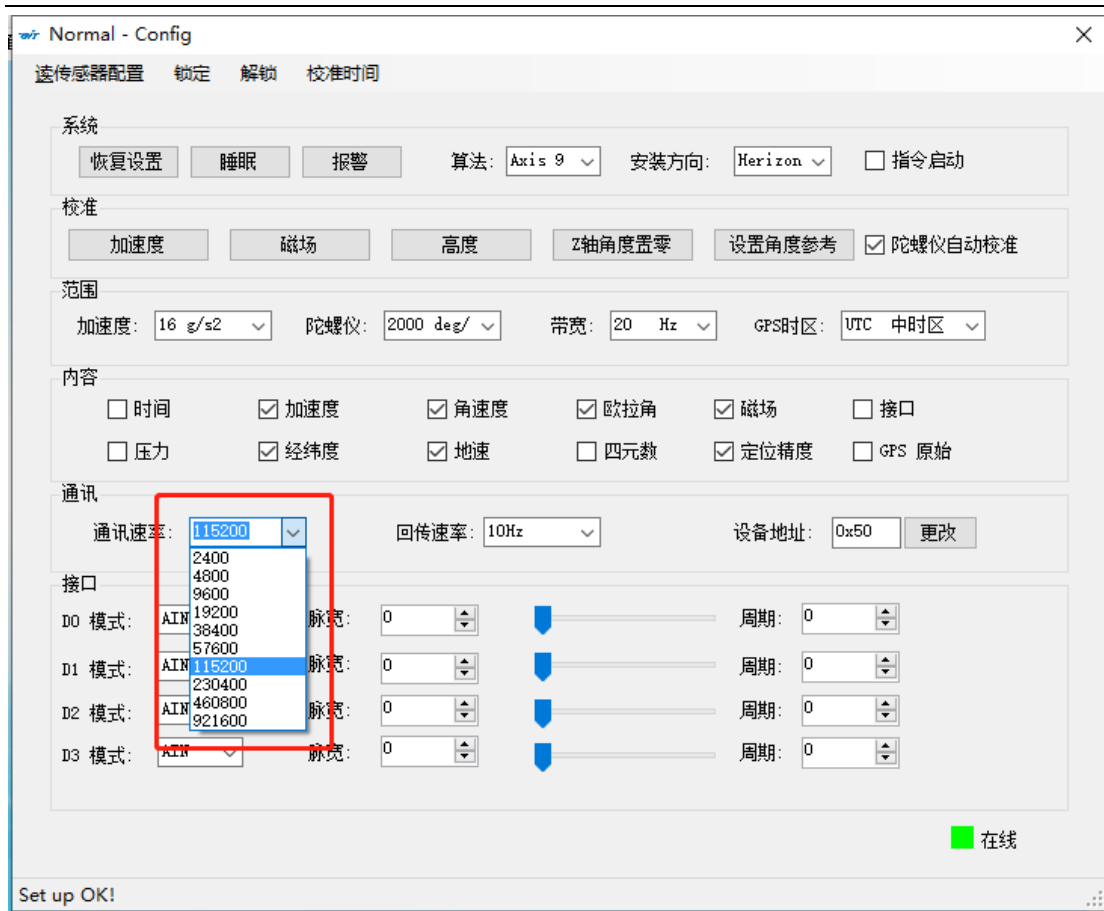 Normal - Config
读传感器配置 锁定 解锁 校准时间
系统
恢复设置 睡眠 报警 算法: Axis 9 安装方向: Herizon 指令启动
校准
加速度 磁场 高度 Z轴角度置零 设置角度参考 陀螺仪自动校准
范围
加速度: 16 g/s2 陀螺仪: 2000 deg/ 带宽: 20 Hz GPS时区: UTC 中时区
内容
时间 加速度 角速度 欧拉角 磁场 接口
压力 经纬度 地速 四元数 定位精度 GPS 原始
通讯
通讯速率: 115200 回传速率: 10Hz 设备地址: 0x50 更改
2400
4800
9600
19200
38400
57600
115200
230400
460800
921600
接口
D0 模式: AIN 脉宽: 0 周期: 0
D1 模式: AIN 脉宽: 0 周期: 0
D2 模式: AIN 脉宽: 0 周期: 0
D3 模式: AIN 脉宽: 0 周期: 0
在线
Set up OK!